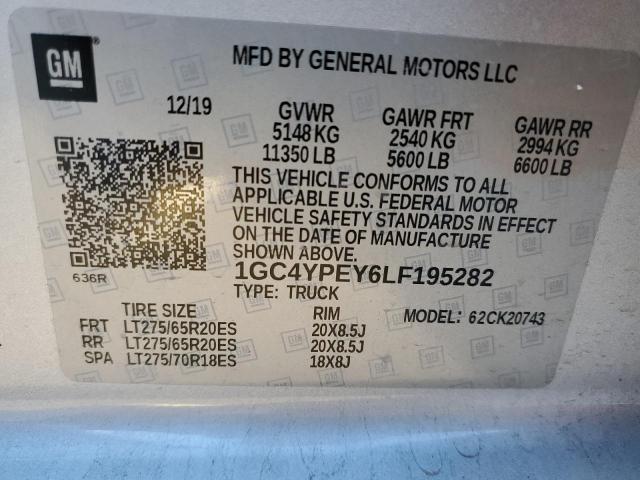 GM
MFD BY GENERAL MOTORS LLC
12/19 GVWR GAWR FRT GAWR RR
5148 KG 2540 KG 2994 KG
11350 LB 5600 LB 6600 LB
THIS VEHICLE CONFORMS TO ALL
APPLICABLE U.S. FEDERAL MOTOR
VEHICLE SAFETY STANDARDS IN EFFECT
ON THE DATE OF MANUFACTURE
SHOWN ABOVE.
636R
1GC4YPEY6LF195282
TYPE: TRUCK
TIRE SIZE RIM MODEL: 62CK20743
FRT LT275/65R20ES 20X8.5J
RR LT275/65R20ES 20X8.5J
SPA LT275/70R18ES 18X8J